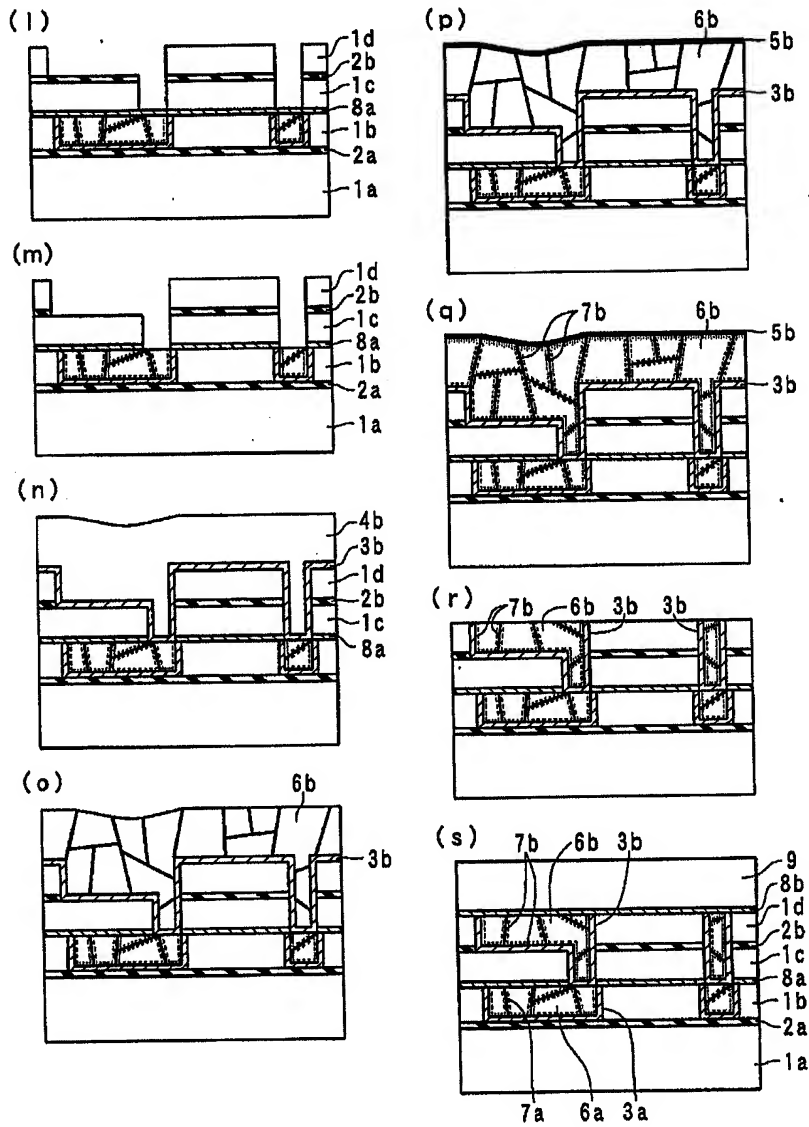 (l)
1d
2b
1c
8a
1b
2a
1a
(m)
1d
2b
1c
8a
1b
2a
1a
(n)
4b
3b
1d
2b
1c
8a
(o)
6b
3b
(p)
6b
5b
3b
(q)
7b
6b
5b
3b
(r)
7b 6b 3b 3b
(s)
7b 6b 3b
9
8b
1d
2b
1c
8a
1b
2a
1a
7a 6a 3a